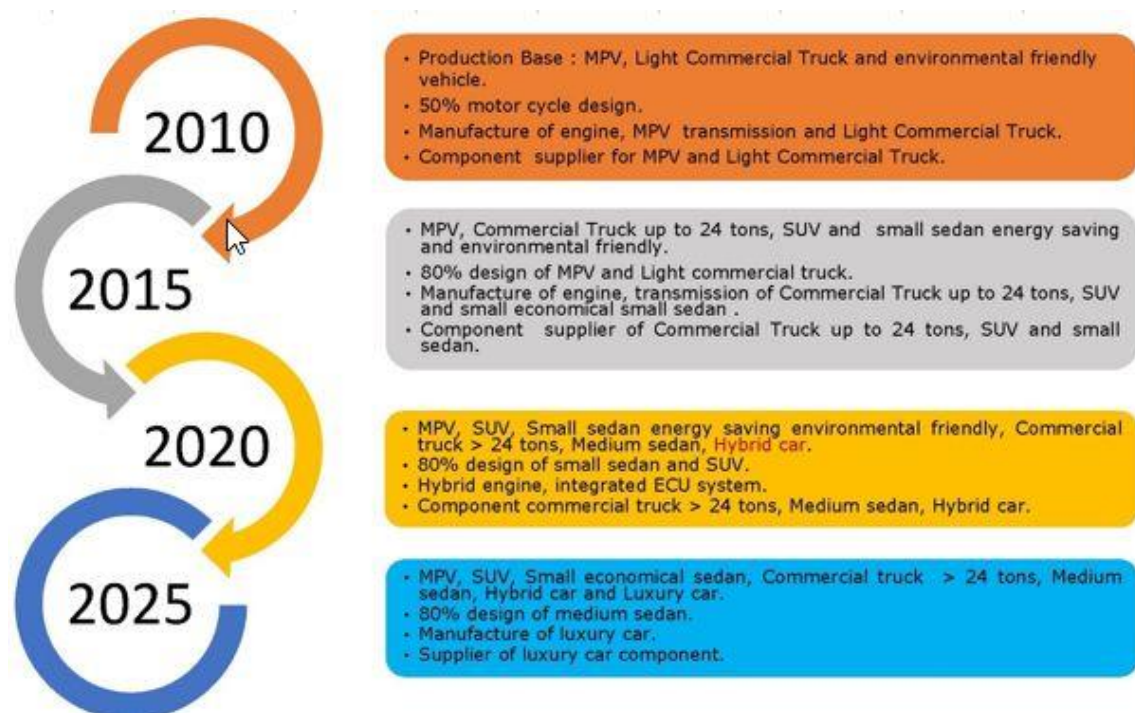 2010
• Production Base : MPV, Light Commercial Truck and environmental friendly
vehicle.
• 50% motor cycle design.
• Manufacture of engine, MPV transmission and Light Commercial Truck.
• Component supplier for MPV and Light Commercial Truck.
2015
• MPV, Commercial Truck up to 24 tons, SUV and small sedan energy saving
and environmental friendly.
• 80% design of MPV and Light commercial truck.
• Manufacture of engine, transmission of Commercial Truck up to 24 tons, SUV
and small economical small sedan .
• Component supplier of Commercial Truck up to 24 tons, SUV and small
sedan.
2020
• MPV, SUV, Small sedan energy saving environmental friendly, Commercial
truck > 24 tons, Medium sedan, Hybrid car.
• 80% design of small sedan and SUV.
• Hybrid engine, integrated ECU system.
• Component commercial truck > 24 tons, Medium sedan, Hybrid car.
2025
• MPV, SUV, Small economical sedan, Commercial truck > 24 tons, Medium
sedan, Hybrid car and Luxury car.
• 80% design of medium sedan.
• Manufacture of luxury car.
• Supplier of luxury car component.